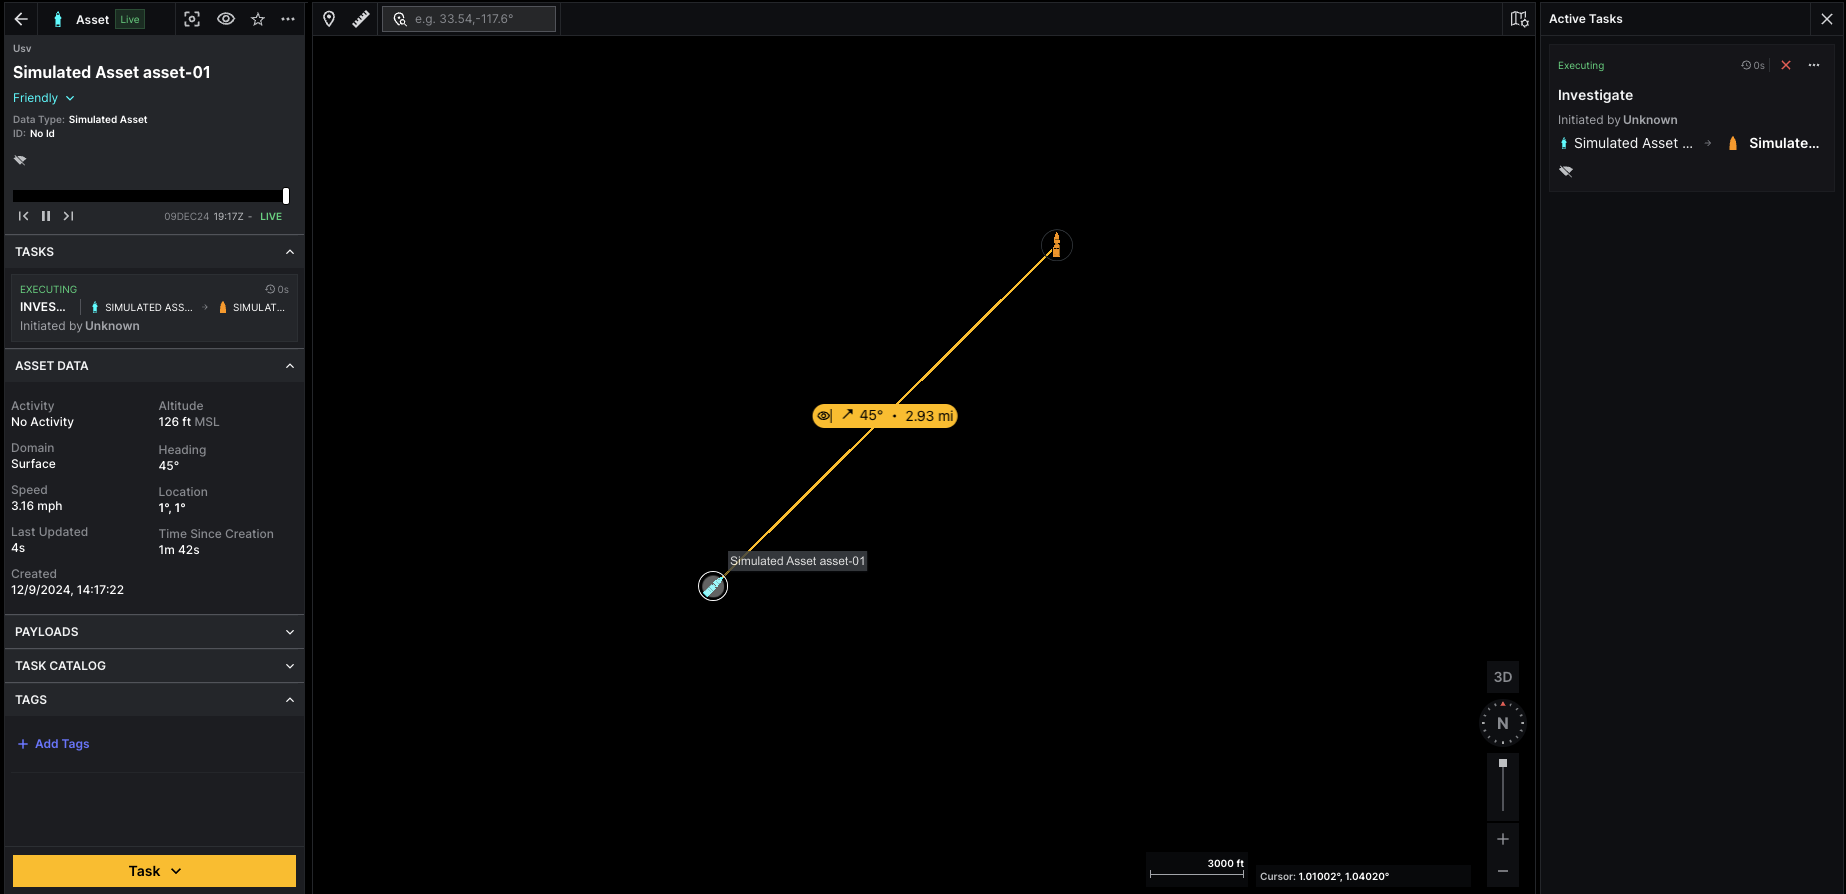 Asset Live
Usv
Simulated Asset asset-01
Friendly
Data Type: Simulated Asset
ID: No Id
09DEC24 19:17Z - LIVE
TASKS
EXECUTING 0s
INVES... SIMULATED ASS... → SIMULAT...
Initiated by Unknown
ASSET DATA
Activity
No Activity
Altitude
126 ft MSL
Domain
Surface
Heading
45°
Speed
3.16 mph
Location
1°, 1°
Last Updated
4s
Time Since Creation
1m 42s
Created
12/9/2024, 14:17:22
PAYLOADS
TASK CATALOG
TAGS
+ Add Tags
Task
e.g. 33.54,-117.6°
45° • 2.93 mi
Simulated Asset asset-01
3D
N
3000 ft
Cursor: 1.01002°, 1.04020°
Active Tasks
Executing 0s
Investigate
Initiated by Unknown
Simulated Asset ... → Simulate...